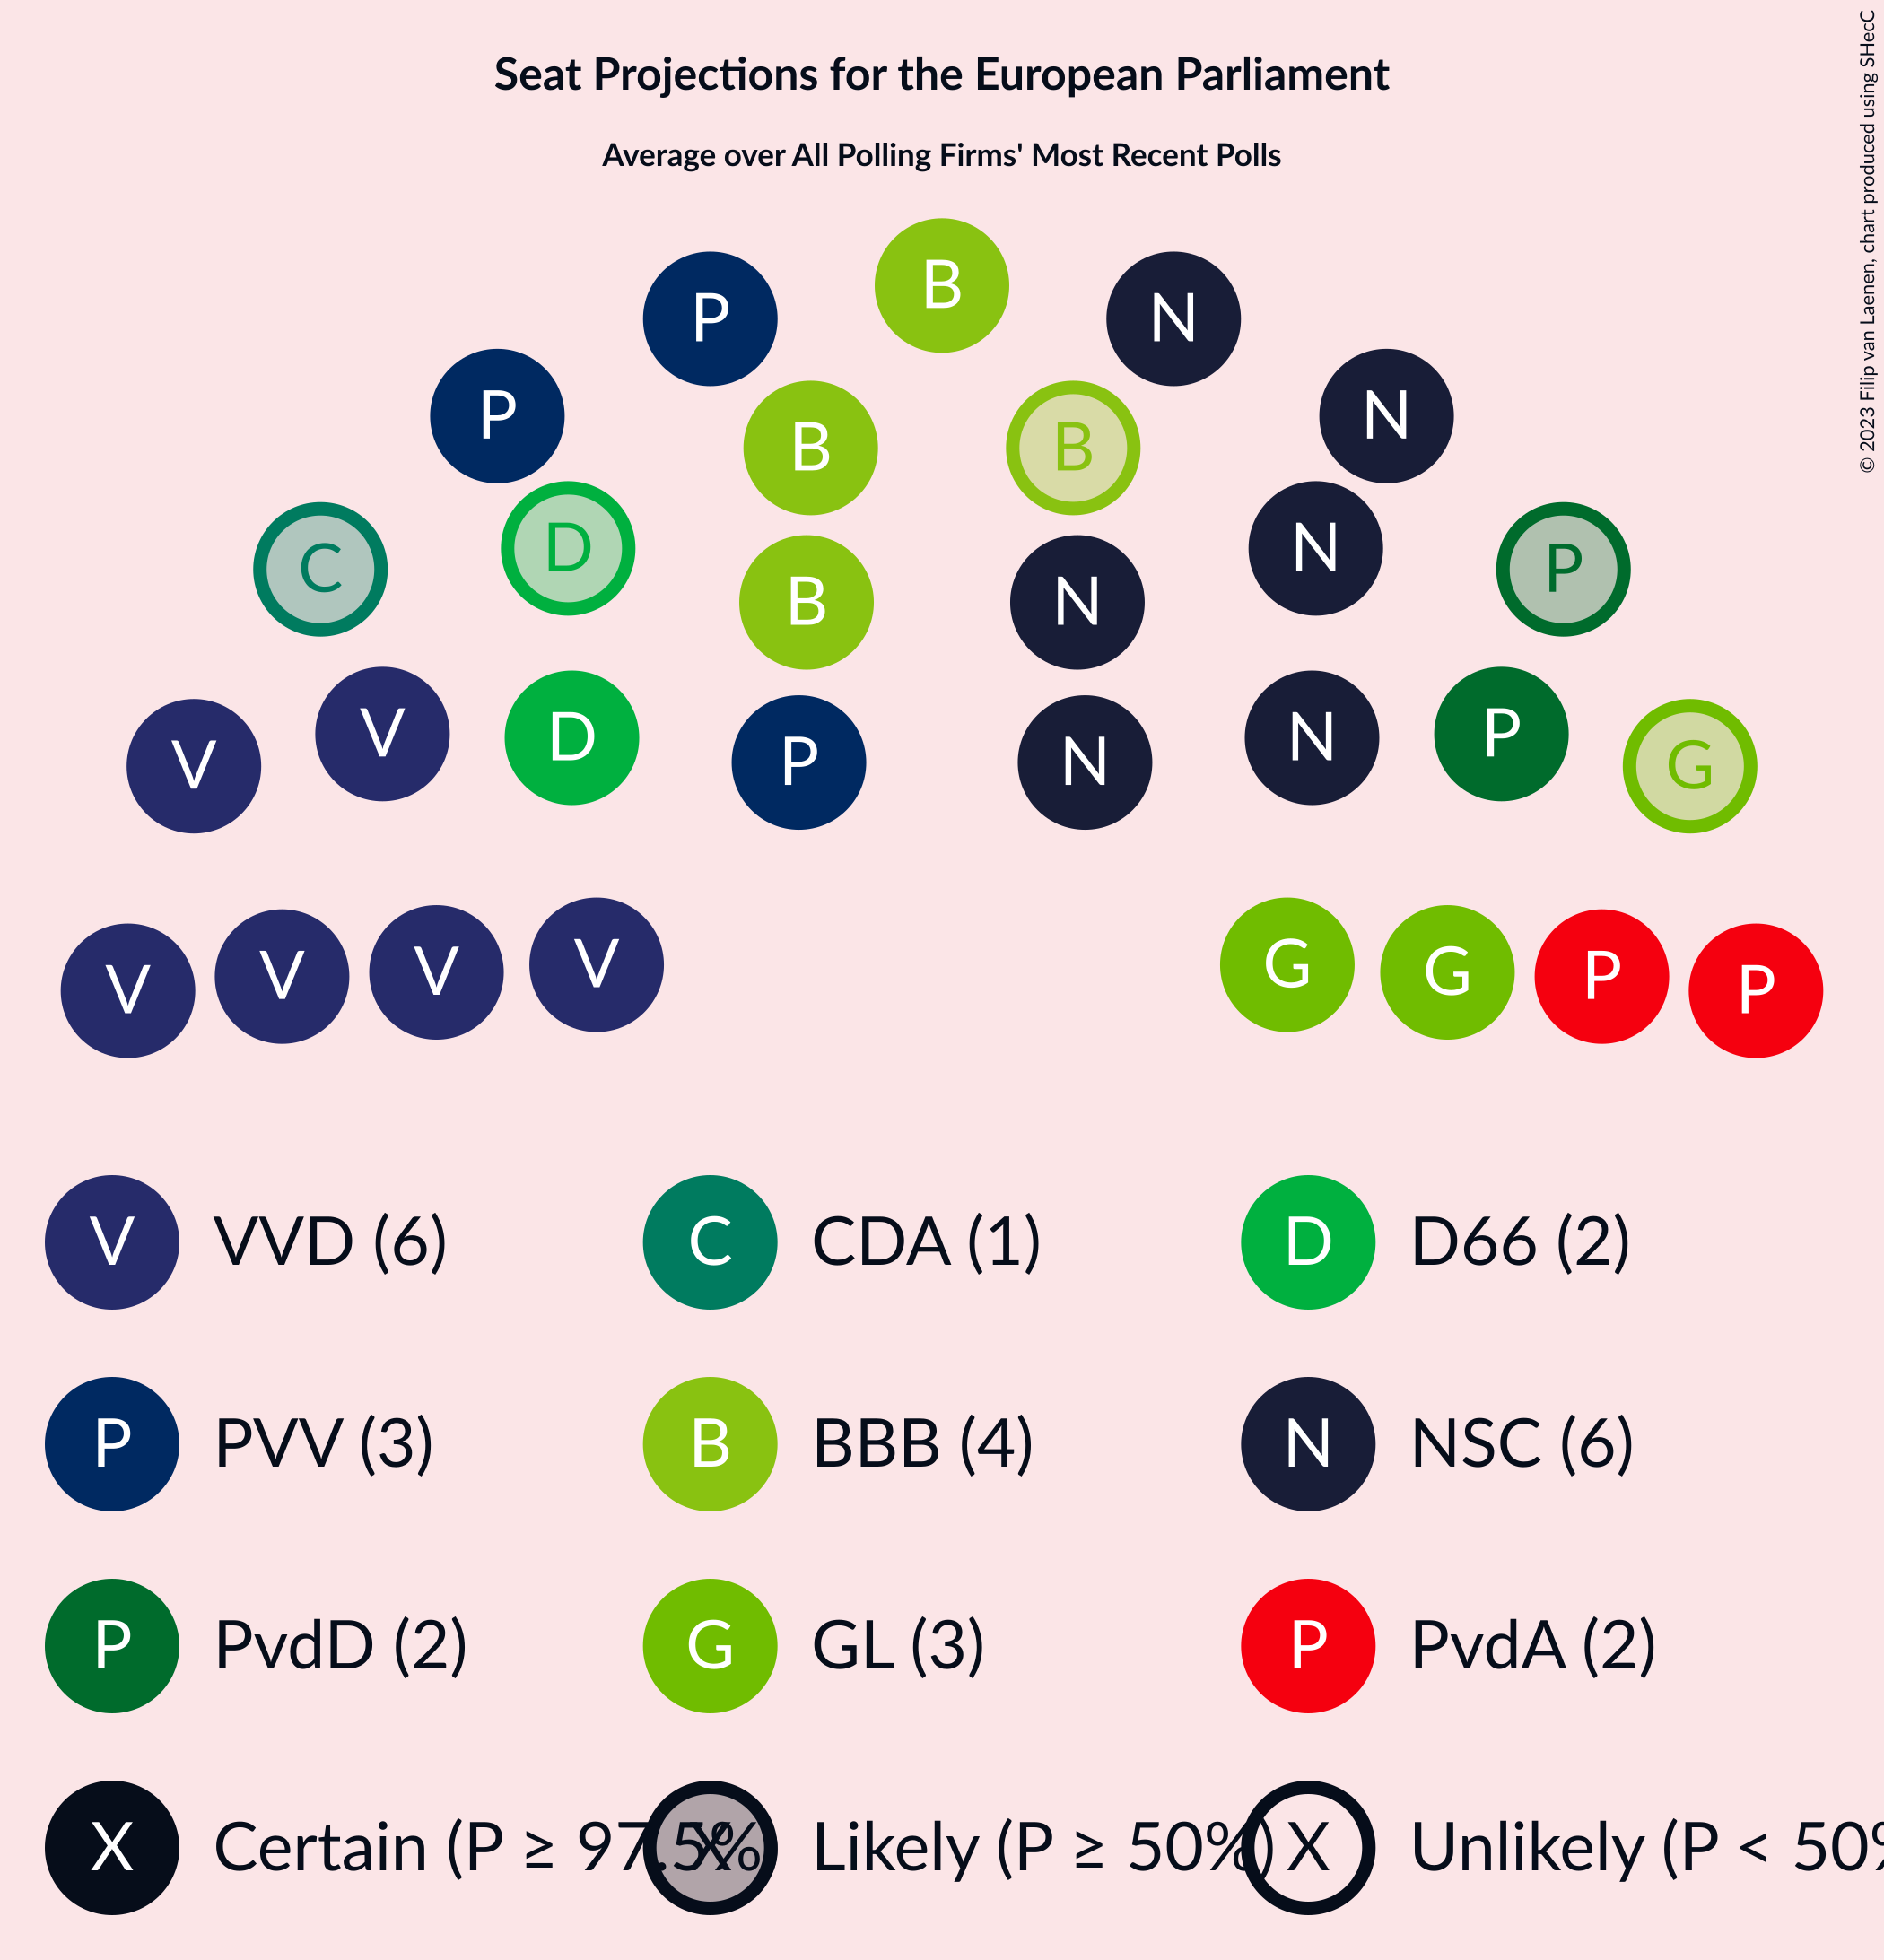 Seat Projections for the European Parliament
Average over All Polling Firms' Most Recent Polls
© 2023 Filip van Laenen, chart produced using SHecC
B
P N
P N
B B
D N
C P
B N
V N P
D N
P N
V G
V G
V G
V P
V P
V VVD (6) C CDA (1) D D66 (2)
P PVV (3) B BBB (4) N NSC (6)
P PvdD (2) G GL (3) P PvdA (2)
X Certain (P ≥ 97.5% X Likely (P ≥ 50%) X Unlikely (P < 50%